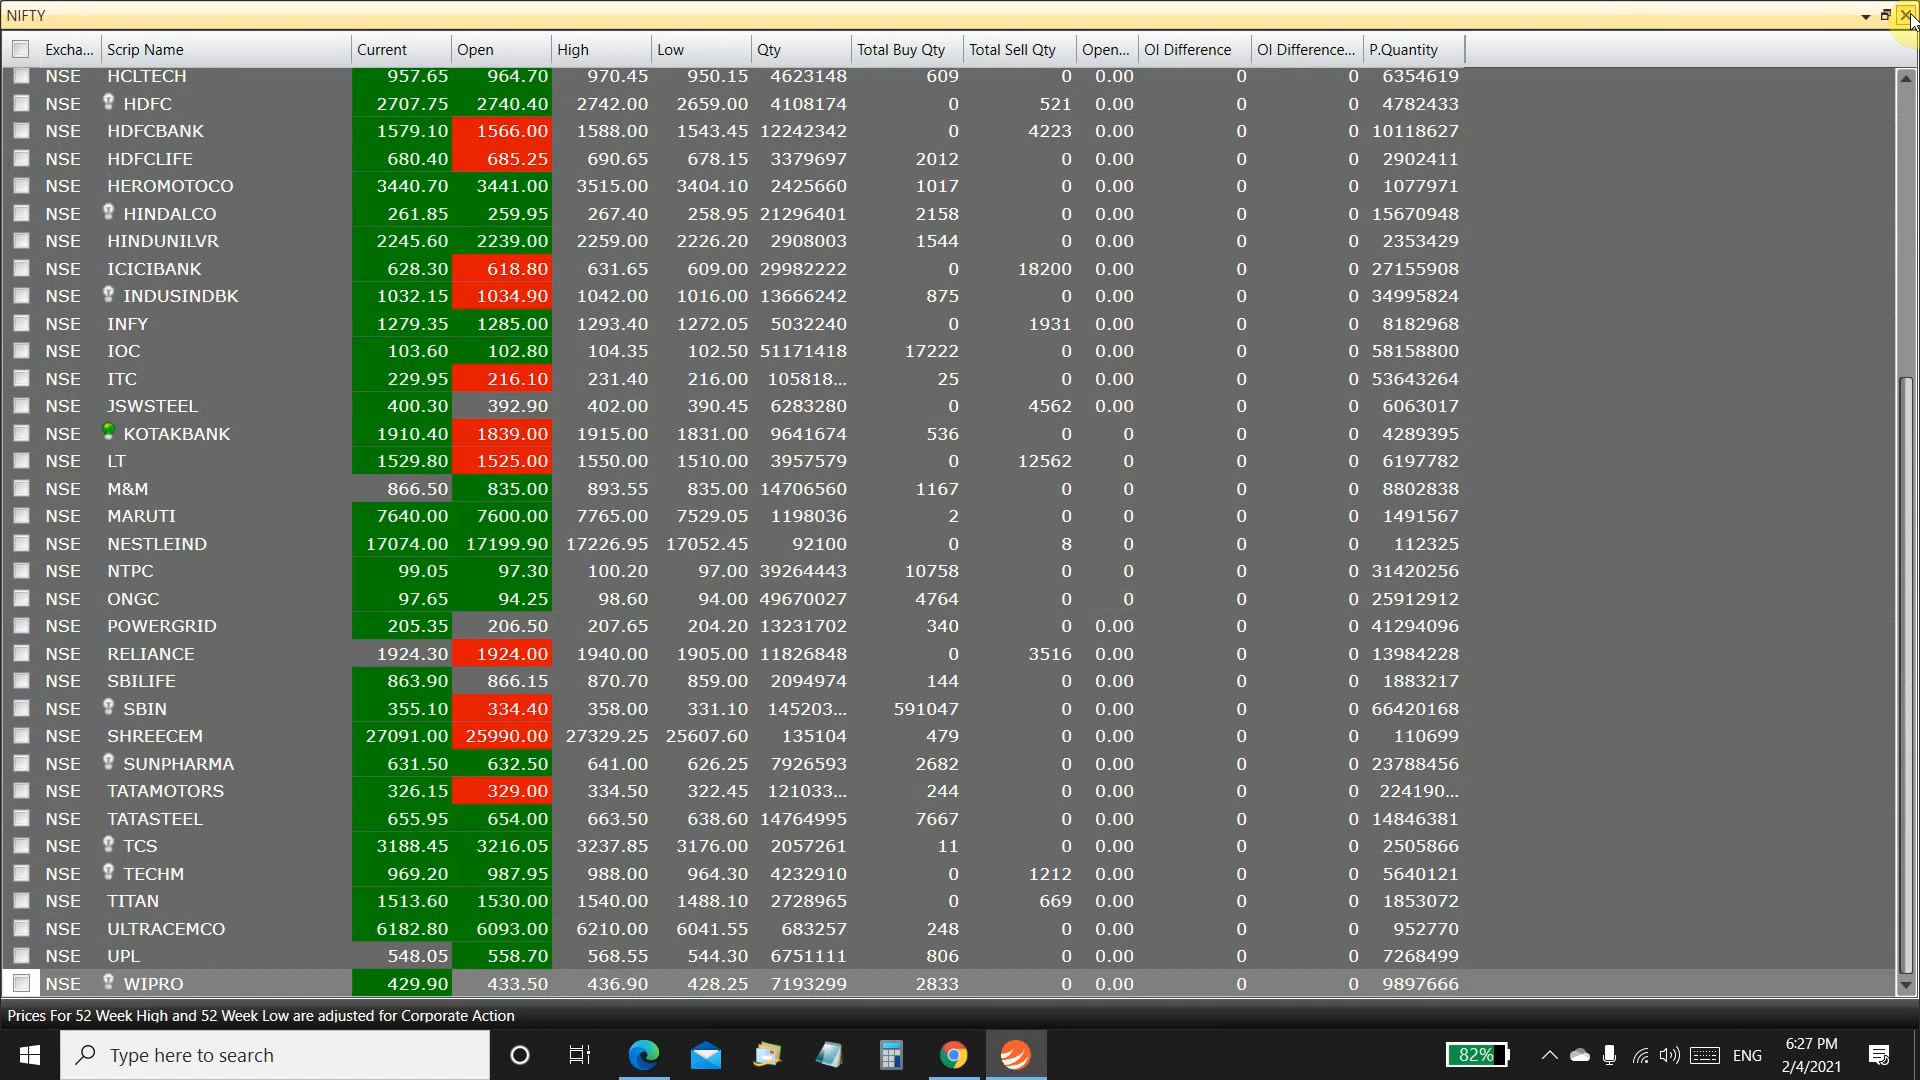 NIFTY
Excha... Scrip Name Current Open High Low Qty Total Buy Qty Total Sell Qty Open... OI Difference OI Difference... P.Quantity
NSE HCLTECH 957.65 964.70 970.45 950.15 4623148 609 0 0.00 0 0 6354619
NSE HDFC 2707.75 2740.40 2742.00 2659.00 4108174 0 521 0.00 0 0 4782433
NSE HDFCBANK 1579.10 1566.00 1588.00 1543.45 12242342 0 4223 0.00 0 0 10118627
NSE HDFCLIFE 680.40 685.25 690.65 678.15 3379697 2012 0 0.00 0 0 2902411
NSE HEROMOTOCO 3440.70 3441.00 3515.00 3404.10 2425660 1017 0 0.00 0 0 1077971
NSE HINDALCO 261.85 259.95 267.40 258.95 21296401 2158 0 0.00 0 0 15670948
NSE HINDUNILVR 2245.60 2239.00 2259.00 2226.20 2908003 1544 0 0.00 0 0 2353429
NSE ICICIBANK 628.30 618.80 631.65 609.00 29982222 0 18200 0.00 0 0 27155908
NSE INDUSINDBK 1032.15 1034.90 1042.00 1016.00 13666242 875 0 0.00 0 0 34995824
NSE INFY 1279.35 1285.00 1293.40 1272.05 5032240 0 1931 0.00 0 0 8182968
NSE IOC 103.60 102.80 104.35 102.50 51171418 17222 0 0.00 0 0 58158800
NSE ITC 229.95 216.10 231.40 216.00 105818... 25 0 0.00 0 0 53643264
NSE JSWSTEEL 400.30 392.90 402.00 390.45 6283280 0 4562 0.00 0 0 6063017
NSE KOTAKBANK 1910.40 1839.00 1915.00 1831.00 9641674 536 0 0 0 0 4289395
NSE LT 1529.80 1525.00 1550.00 1510.00 3957579 0 12562 0 0 0 6197782
NSE M&M 866.50 835.00 893.55 835.00 14706560 1167 0 0 0 0 8802838
NSE MARUTI 7640.00 7600.00 7765.00 7529.05 1198036 2 0 0 0 0 1491567
NSE NESTLEIND 17074.00 17199.90 17226.95 17052.45 92100 0 8 0 0 0 112325
NSE NTPC 99.05 97.30 100.20 97.00 39264443 10758 0 0 0 0 31420256
NSE ONGC 97.65 94.25 98.60 94.00 49670027 4764 0 0 0 0 25912912
NSE POWERGRID 205.35 206.50 207.65 204.20 13231702 340 0 0.00 0 0 41294096
NSE RELIANCE 1924.30 1924.00 1940.00 1905.00 11826848 0 3516 0.00 0 0 13984228
NSE SBILIFE 863.90 866.15 870.70 859.00 2094974 144 0 0.00 0 0 1883217
NSE SBIN 355.10 334.40 358.00 331.10 145203... 591047 0 0.00 0 0 66420168
NSE SHREECEM 27091.00 25990.00 27329.25 25607.60 135104 479 0 0.00 0 0 110699
NSE SUNPHARMA 631.50 632.50 641.00 626.25 7926593 2682 0 0.00 0 0 23788456
NSE TATAMOTORS 326.15 329.00 334.50 322.45 121033... 244 0 0.00 0 0 224190...
NSE TATASTEEL 655.95 654.00 663.50 638.60 14764995 7667 0 0.00 0 0 14846381
NSE TCS 3188.45 3216.05 3237.85 3176.00 2057261 11 0 0.00 0 0 2505866
NSE TECHM 969.20 987.95 988.00 964.30 4232910 0 1212 0.00 0 0 5640121
NSE TITAN 1513.60 1530.00 1540.00 1488.10 2728965 0 669 0.00 0 0 1853072
NSE ULTRACEMCO 6182.80 6093.00 6210.00 6041.55 683257 248 0 0.00 0 0 952770
NSE UPL 548.05 558.70 568.55 544.30 6751111 806 0 0.00 0 0 7268499
NSE WIPRO 429.90 433.50 436.90 428.25 7193299 2833 0 0.00 0 0 9897666
Prices For 52 Week High and 52 Week Low are adjusted for Corporate Action
Type here to search
82%
ENG
6:27 PM
2/4/2021